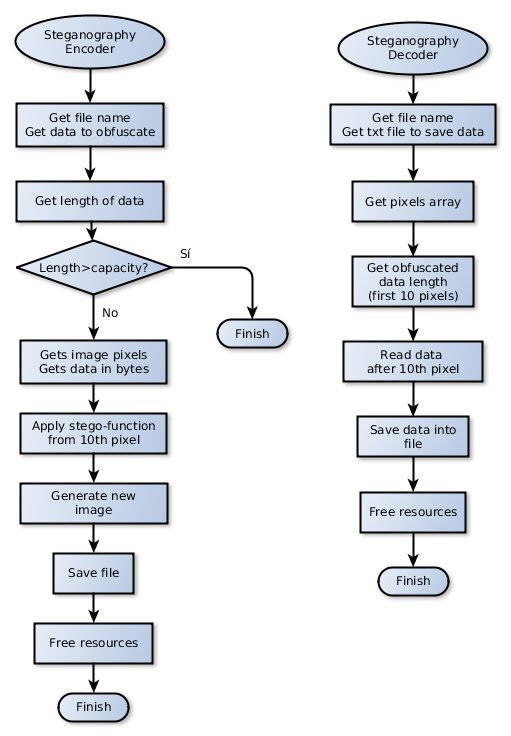 Steganography
Encoder
Get file name
Get data to obfuscate
Get length of data
Length>capacity?
Sí
No
Finish
Gets image pixels
Gets data in bytes
Apply stego-function
from 10th pixel
Generate new
image
Save file
Free resources
Finish
Steganography
Decoder
Get file name
Get txt file to save data
Get pixels array
Get obfuscated
data length
(first 10 pixels)
Read data
after 10th pixel
Save data into
file
Free resources
Finish